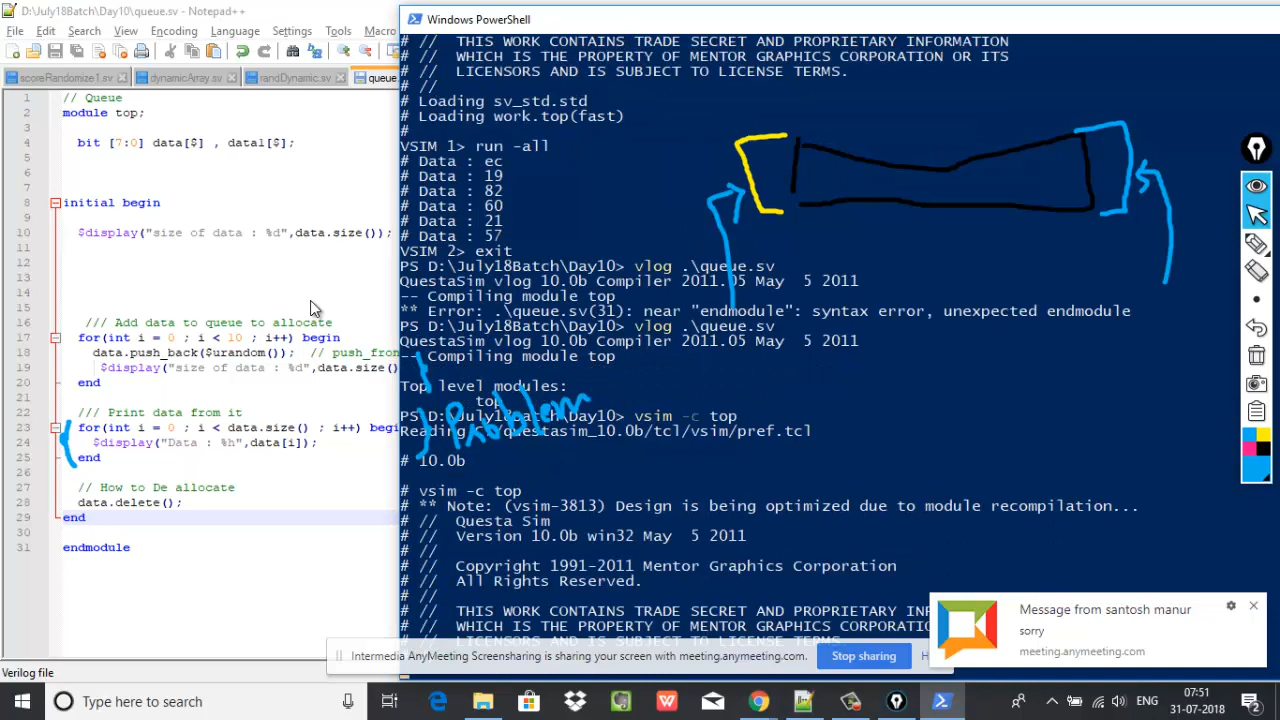 D:\July18Batch\Day10\queue.sv - Notepad++
File Edit Search View Encoding Language Settings Tools Macro
scoreRandomize1.sv dynamicArray.sv randDynamic.sv queue
1 // Queue
2 module top;
3
4 bit [7:0] data[$] , data1[$];
5
6
7
8 initial begin
9
10 $display("size of data : %d",data.size());
11
12
13
14
15
16 /// Add data to queue to allocate
17 for(int i = 0 ; i < 10 ; i++) begin
18 data.push_back($urandom()); // push_fron
19 $display("size of data : %d",data.size()
20 end
21
22 /// Print data from it
23 for(int i = 0 ; i < data.size() ; i++) begi
24 $display("Data : %h",data[i]);
25 end
26
27 // How to De allocate
28 data.delete();
29 end
30
31 endmodule
Verilog file
Windows PowerShell
# // THIS WORK CONTAINS TRADE SECRET AND PROPRIETARY INFORMATION
# // WHICH IS THE PROPERTY OF MENTOR GRAPHICS CORPORATION OR ITS
# // LICENSORS AND IS SUBJECT TO LICENSE TERMS.
# //
# Loading sv_std.std
# Loading work.top(fast)
#
VSIM 1> run -all
# Data : ec
# Data : 19
# Data : 82
# Data : 60
# Data : 21
# Data : 57
VSIM 2> exit
PS D:\July18Batch\Day10> vlog .\queue.sv
QuestaSim vlog 10.0b Compiler 2011.05 May 5 2011
-- Compiling module top
** Error: .\queue.sv(31): near "endmodule": syntax error, unexpected endmodule
PS D:\July18Batch\Day10> vlog .\queue.sv
QuestaSim vlog 10.0b Compiler 2011.05 May 5 2011
-- Compiling module top
Top level modules:
top
Problem
PS D:\July18Batch\Day10> vsim -c top
Reading C:/questasim_10.0b/tcl/vsim/pref.tcl
# 10.0b
# vsim -c top
# ** Note: (vsim-3813) Design is being optimized due to module recompilation...
# // Questa Sim
# // Version 10.0b win32 May 5 2011
# //
# // Copyright 1991-2011 Mentor Graphics Corporation
# // All Rights Reserved.
# //
# // THIS WORK CONTAINS TRADE SECRET AND PROPRIETARY INF
# // WHICH IS THE PROPERTY OF MENTOR GRAPHICS CORPORATIO
# // LICENSORS AND IS SUBJECT TO LICENSE TERMS.
Message from santosh manur
sorry
meeting.anymeeting.com
Intermedia AnyMeeting Screensharing is sharing your screen with meeting.anymeeting.com. Stop sharing H
Type here to search
ENG
07:51
31-07-2018
2